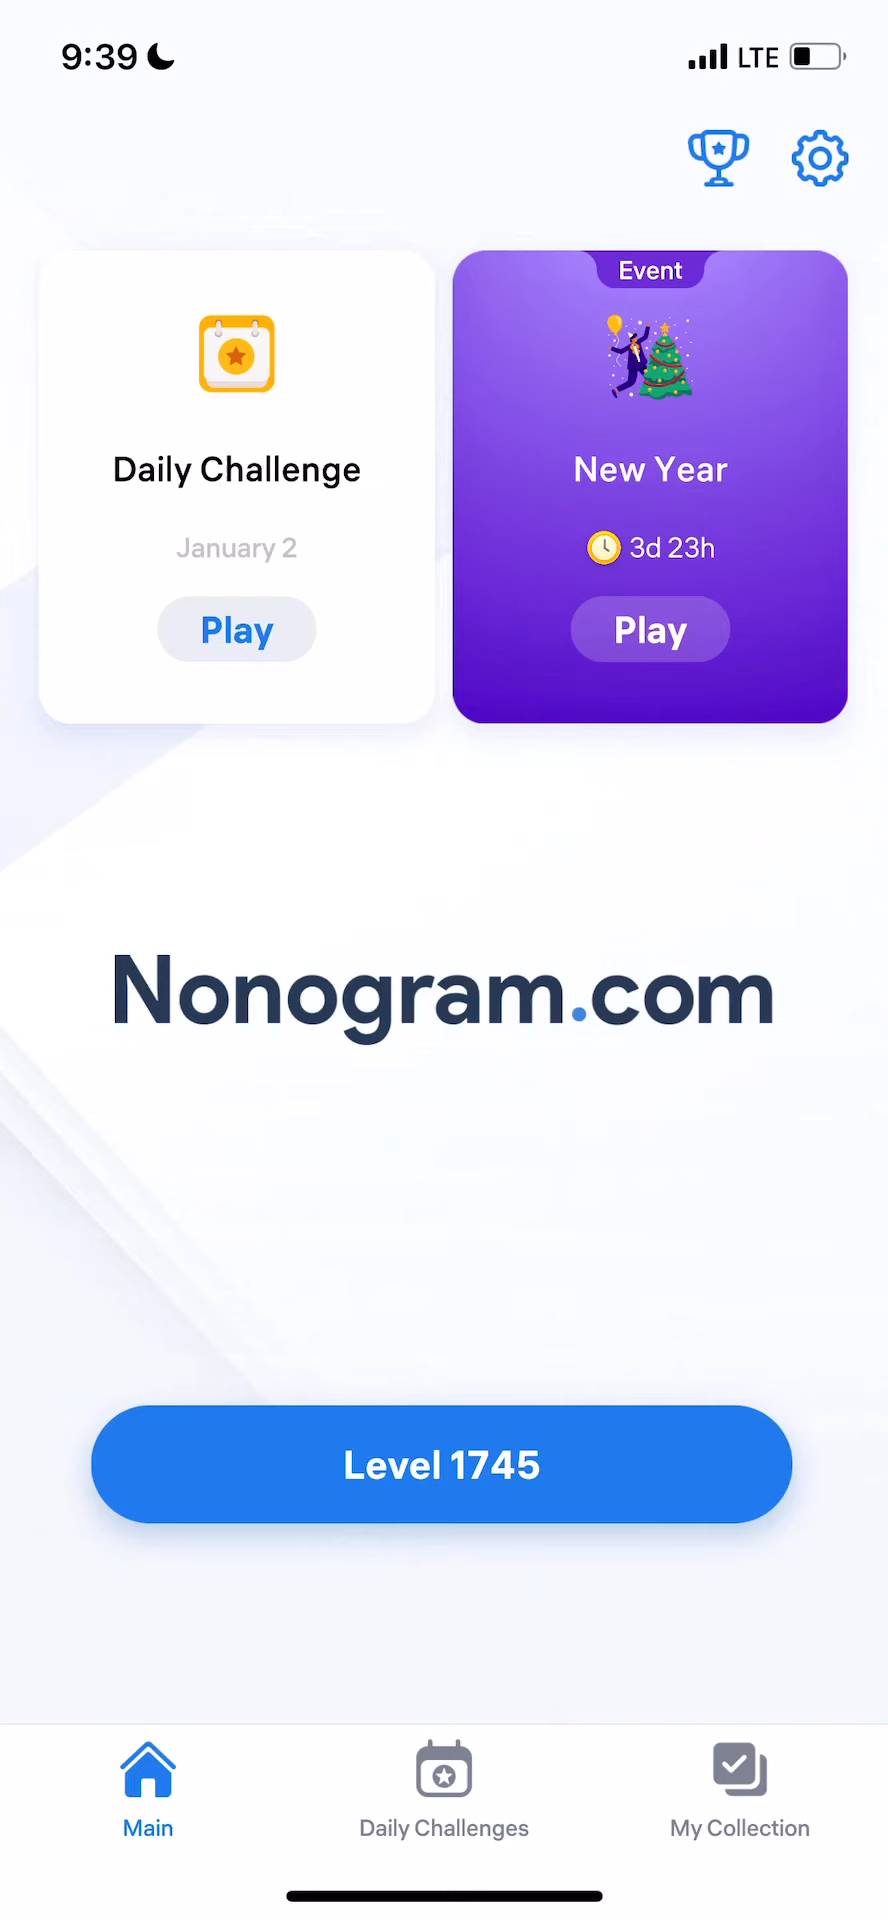 9:39
LTE
Event
Daily Challenge
New Year
January 2
3d 23h
Play
Play
Nonogram.com
Level 1745
Main
Daily Challenges
My Collection